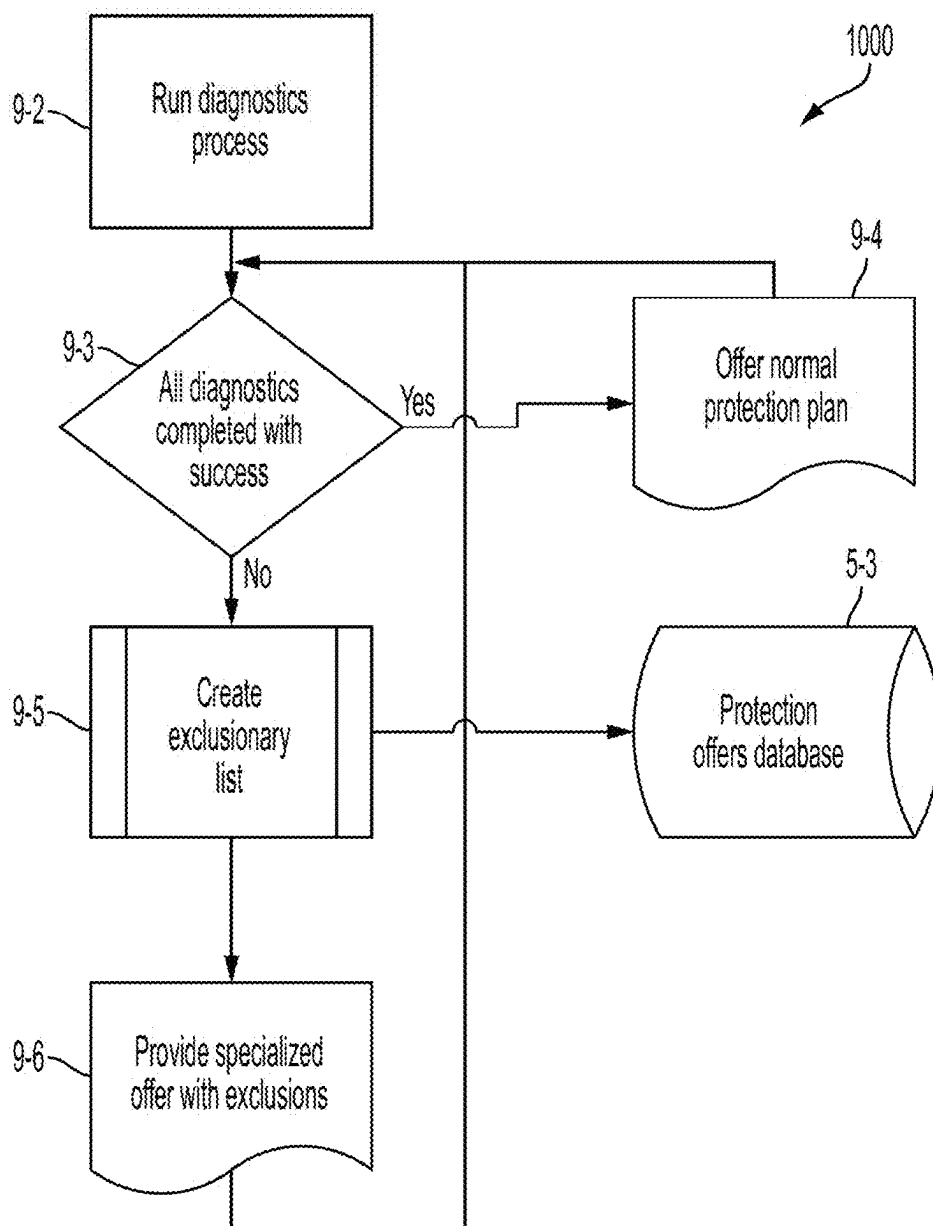 1000
9-2
Run diagnostics
process
9-4
Offer normal
protection plan
9-3
All diagnostics
completed with
success
Yes
No
5-3
Protection
offers database
9-5
Create
exclusionary
list
9-6
Provide specialized
offer with exclusions